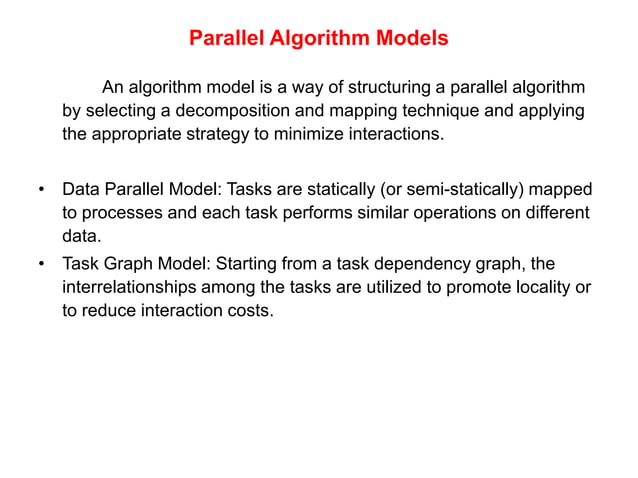 Parallel Algorithm Models
An algorithm model is a way of structuring a parallel algorithm
by selecting a decomposition and mapping technique and applying
the appropriate strategy to minimize interactions.
• Data Parallel Model: Tasks are statically (or semi-statically) mapped
to processes and each task performs similar operations on different
data.
• Task Graph Model: Starting from a task dependency graph, the
interrelationships among the tasks are utilized to promote locality or
to reduce interaction costs.